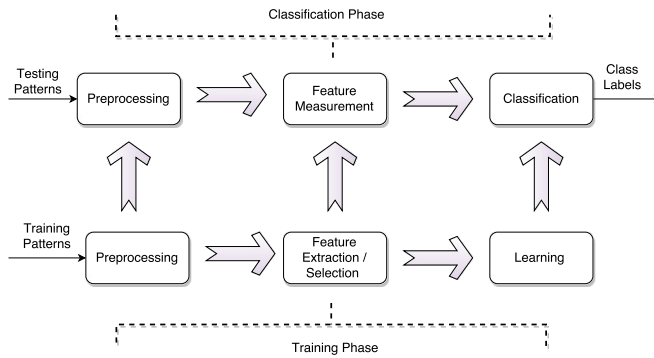 Classification Phase
Testing
Patterns
Preprocessing
Feature
Measurement
Classification
Class
Labels
Training
Patterns
Preprocessing
Feature
Extraction /
Selection
Learning
Training Phase